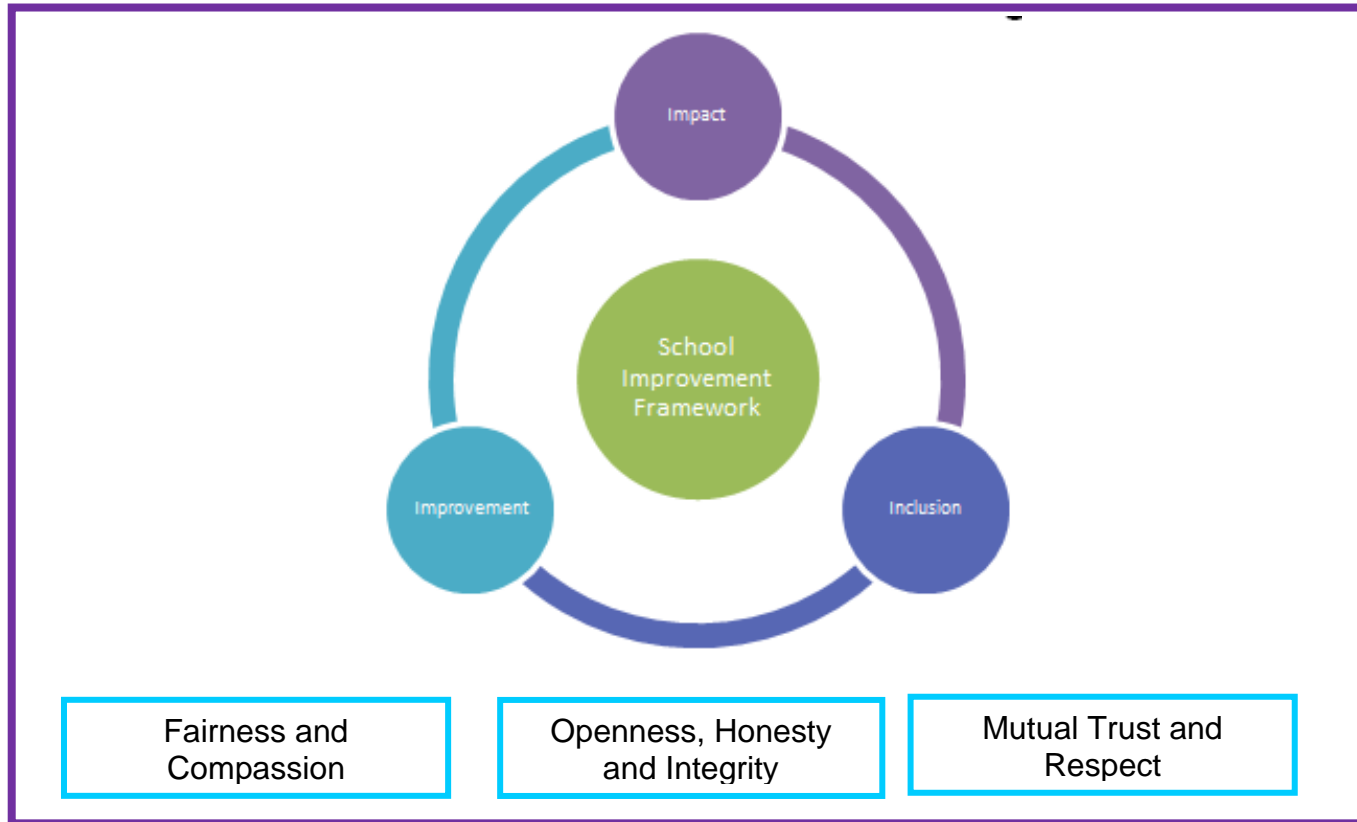 Impact
School
Improvement
Framework
Improvement
Inclusion
Fairness and
Compassion
Openness, Honesty
and Integrity
Mutual Trust and
Respect